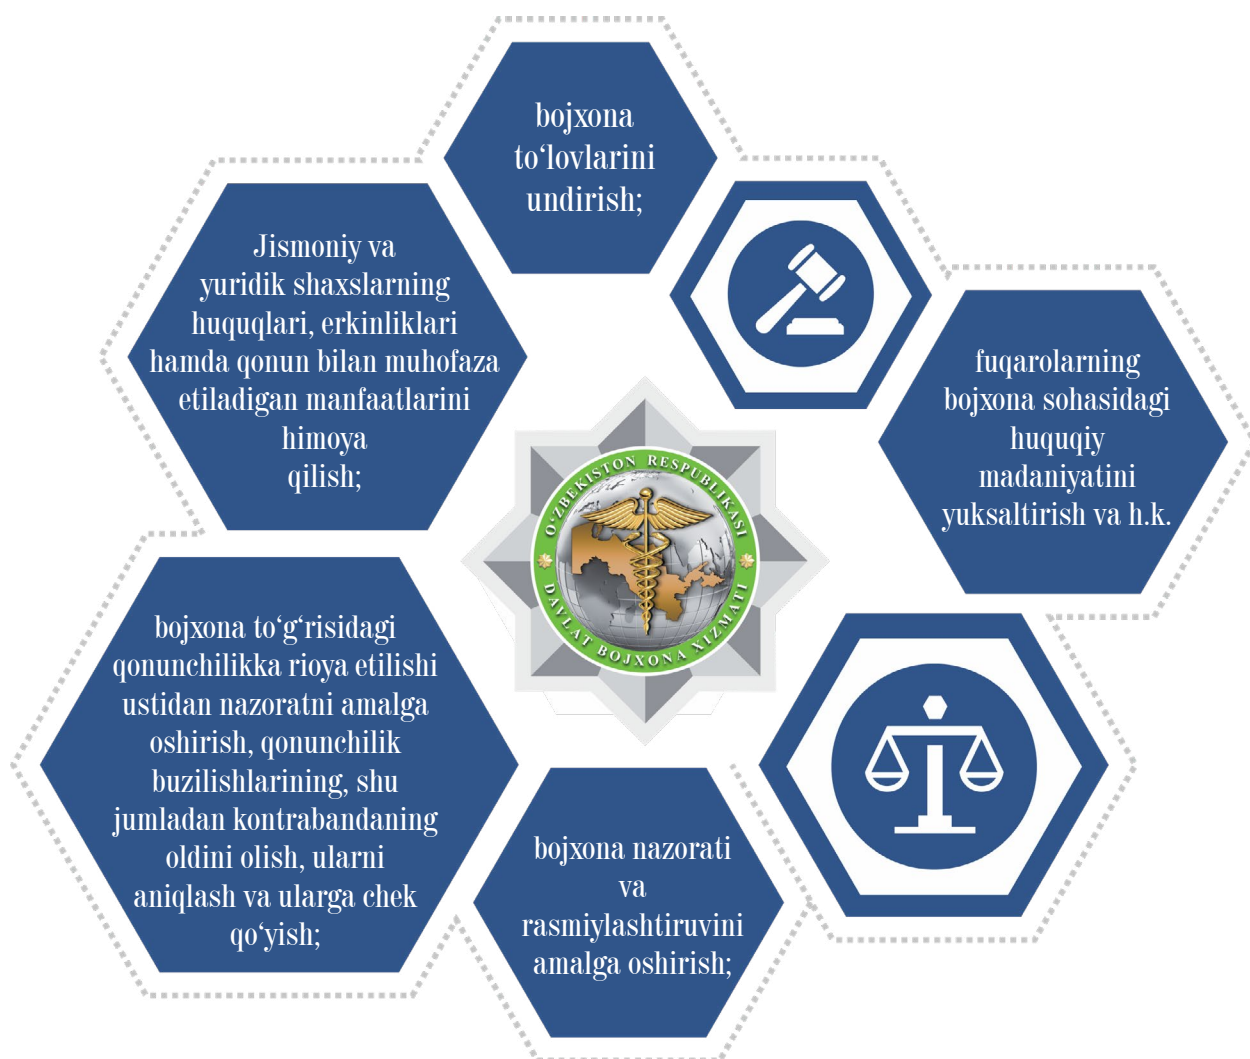 bojxona
to‘lovlarini
undirish;
Jismoniy va
yuridik shaxslarning
huquqlari, erkinliklari
hamda qonun bilan muhofaza
etiladigan manfaatlarini
himoya
qilish;
fuqarolarning
bojxona sohasidagi
huquqiy
madaniyatini
yuksaltirish va h.k.
O‘ZBEKISTON RESPUBLIKASI
DAVLAT BOJXONA XIZMATI
bojxona to‘g‘risidagi
qonunchilikka rioya etilishi
ustidan nazoratni amalga
oshirish, qonunchilik
buzilishlarining, shu
jumladan kontrabandaning
oldini olish, ularni
aniqlash va ularga chek
qo‘yish;
bojxona nazorati
va
rasmiylashtiruvini
amalga oshirish;